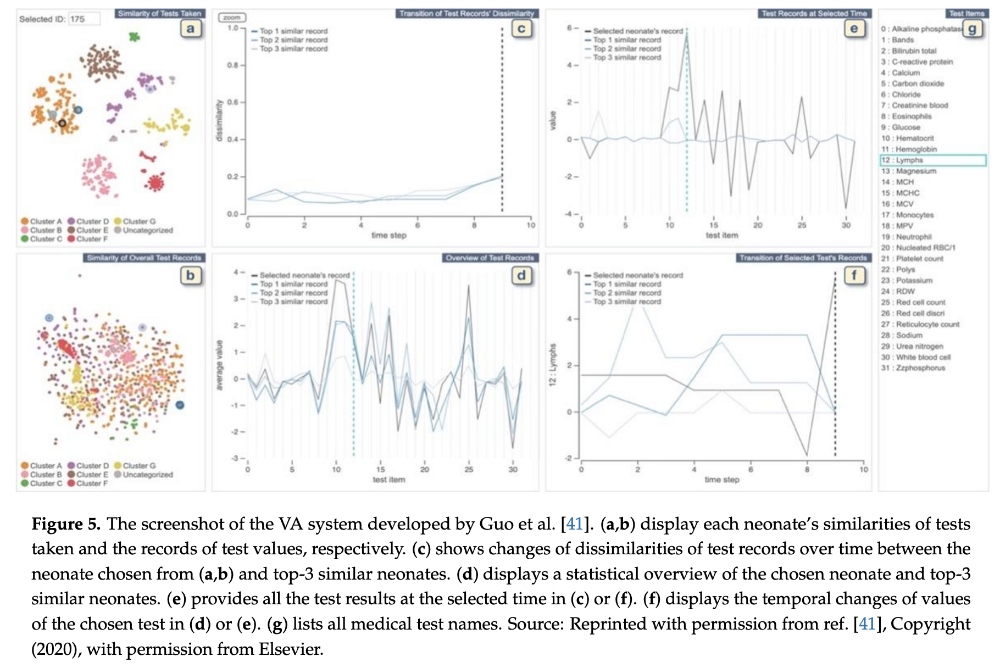 Selected ID: 175
Similarity of Tests Taken
a
Cluster A Cluster D Cluster G
Cluster B Cluster E Uncategorized
Cluster C Cluster F
zoom
Transition of Test Records' Dissimilarity
c
Top 1 similar record
Top 2 similar record
Top 3 similar record
dissimilarity
1.0
0.8
0.6
0.4
0.2
0.0
0 2 4 6 8 10
time step
Test Records at Selected Time
e
Selected neonate's record
Top 1 similar record
Top 2 similar record
Top 3 similar record
value
6
4
2
0
-2
-4
0 5 10 15 20 25 30
test item
Test Items
g
0 : Alkaline phosphatas
1 : Bands
2 : Bilirubin total
3 : C-reactive protein
4 : Calcium
5 : Carbon dioxide
6 : Chloride
7 : Creatinine blood
8 : Eosinophils
9 : Glucose
10 : Hematocrit
11 : Hemoglobin
12 : Lymphs
13 : Magnesium
14 : MCH
15 : MCHC
16 : MCV
17 : Monocytes
18 : MPV
19 : Neutrophil
20 : Nucleated RBC/1
21 : Platelet count
22 : Polys
23 : Potassium
24 : RDW
25 : Red cell count
26 : Red cell discri
27 : Reticulocyte count
28 : Sodium
29 : Urea nitrogen
30 : White blood cell
31 : Zzphosphorus
Similarity of Overall Test Records
b
Cluster A Cluster D Cluster G
Cluster B Cluster E Uncategorized
Cluster C Cluster F
Overview of Test Records
d
Selected neonate's record
Top 1 similar record
Top 2 similar record
Top 3 similar record
average value
4
3
2
1
0
-1
-2
-3
0 5 10 15 20 25 30
test item
Transition of Selected Test's Records
f
Selected neonate's record
Top 1 similar record
Top 2 similar record
Top 3 similar record
12 : Lymphs
6
4
2
0
-2
0 2 4 6 8 10
time step
Figure 5. The screenshot of the VA system developed by Guo et al. [41]. (a,b) display each neonate’s similarities of tests
taken and the records of test values, respectively. (c) shows changes of dissimilarities of test records over time between the
neonate chosen from (a,b) and top-3 similar neonates. (d) displays a statistical overview of the chosen neonate and top-3
similar neonates. (e) provides all the test results at the selected time in (c) or (f). (f) displays the temporal changes of values
of the chosen test in (d) or (e). (g) lists all medical test names. Source: Reprinted with permission from ref. [41], Copyright
(2020), with permission from Elsevier.